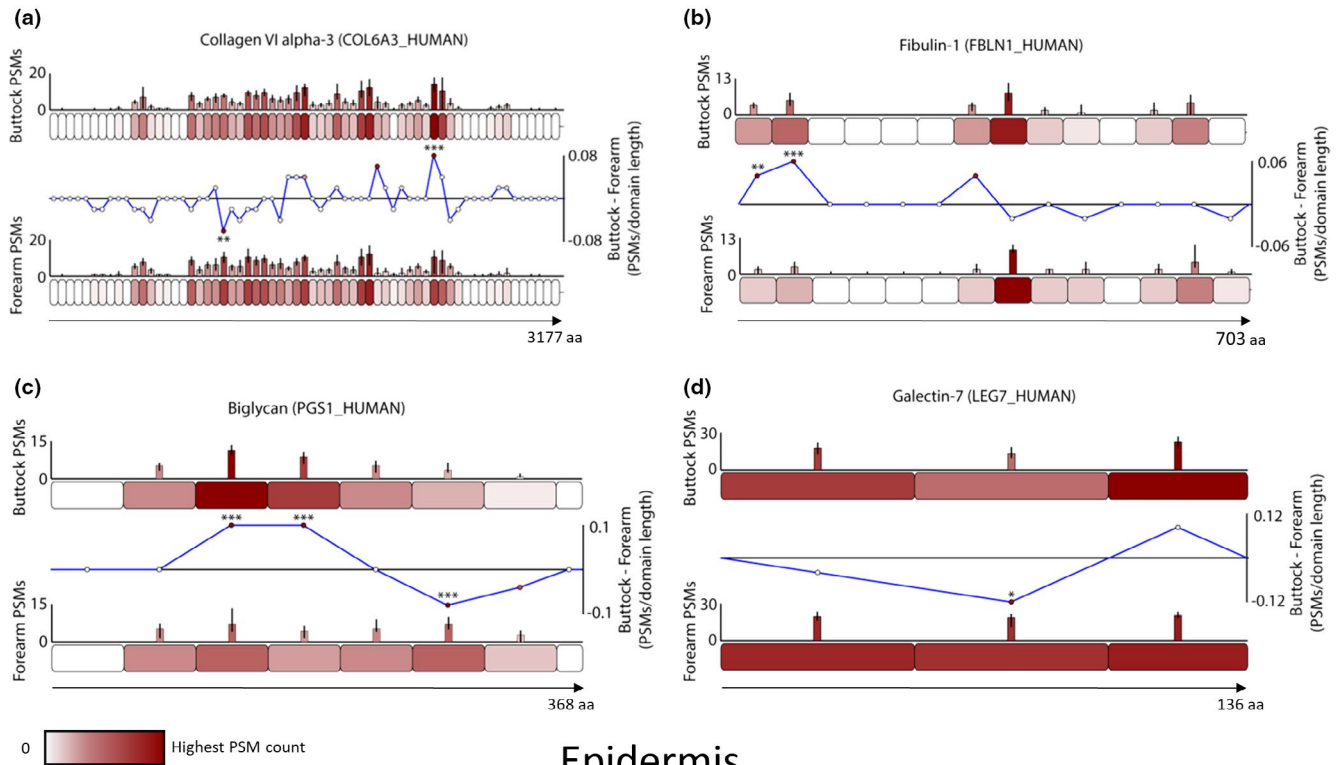 (a)
Collagen VI alpha-3 (COL6A3_HUMAN)
Buttock PSMs
20
0
***
**
0.08
-0.08
Buttock - Forearm
(PSMs/domain length)
Forearm PSMs
20
0
3177 aa
(b)
Fibulin-1 (FBLN1_HUMAN)
Buttock PSMs
13
0
**
***
0.06
-0.06
Buttock - Forearm
(PSMs/domain length)
Forearm PSMs
13
0
703 aa
(c)
Biglycan (PGS1_HUMAN)
Buttock PSMs
15
0
***
***
***
0.1
-0.1
Buttock - Forearm
(PSMs/domain length)
Forearm PSMs
15
0
368 aa
(d)
Galectin-7 (LEG7_HUMAN)
Buttock PSMs
30
0
*
0.12
-0.12
Buttock - Forearm
(PSMs/domain length)
Forearm PSMs
30
0
136 aa
0
Highest PSM count
Epidermis